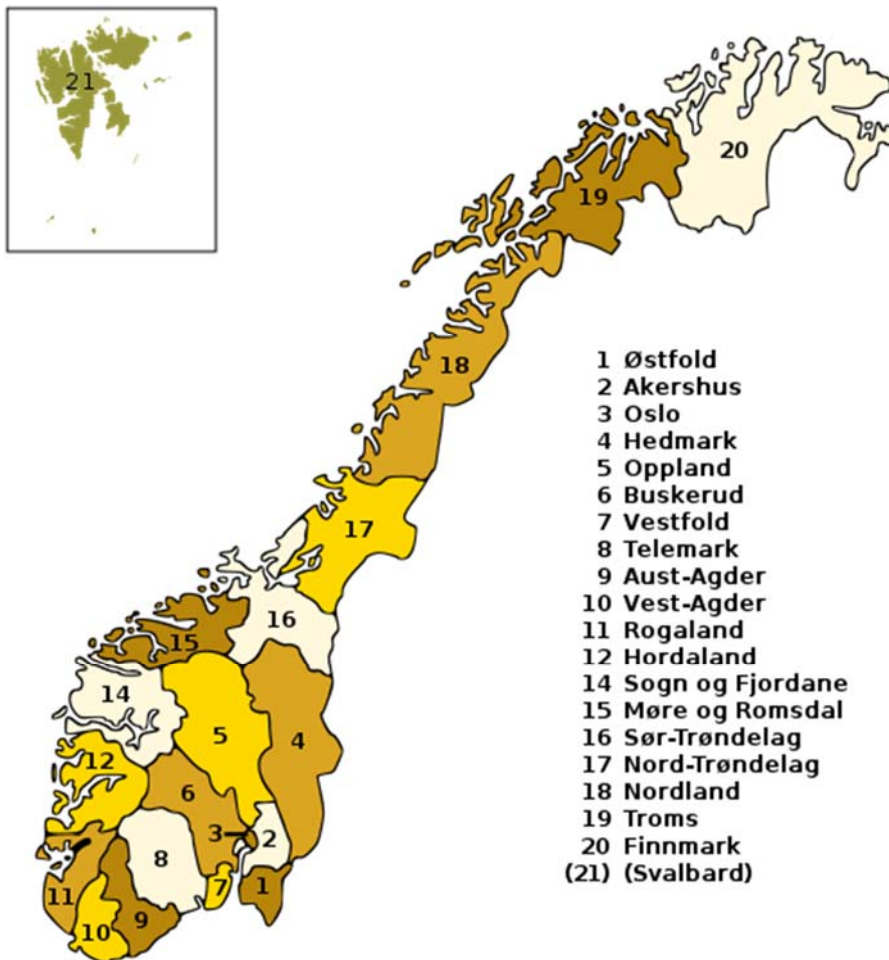 21
20
19
18
17
16
15
14
5
4
12
6
3
2
8
7
1
11
9
10
1 Østfold
2 Akershus
3 Oslo
4 Hedmark
5 Oppland
6 Buskerud
7 Vestfold
8 Telemark
9 Aust-Agder
10 Vest-Agder
11 Rogaland
12 Hordaland
14 Sogn og Fjordane
15 Møre og Romsdal
16 Sør-Trøndelag
17 Nord-Trøndelag
18 Nordland
19 Troms
20 Finnmark
(21) (Svalbard)